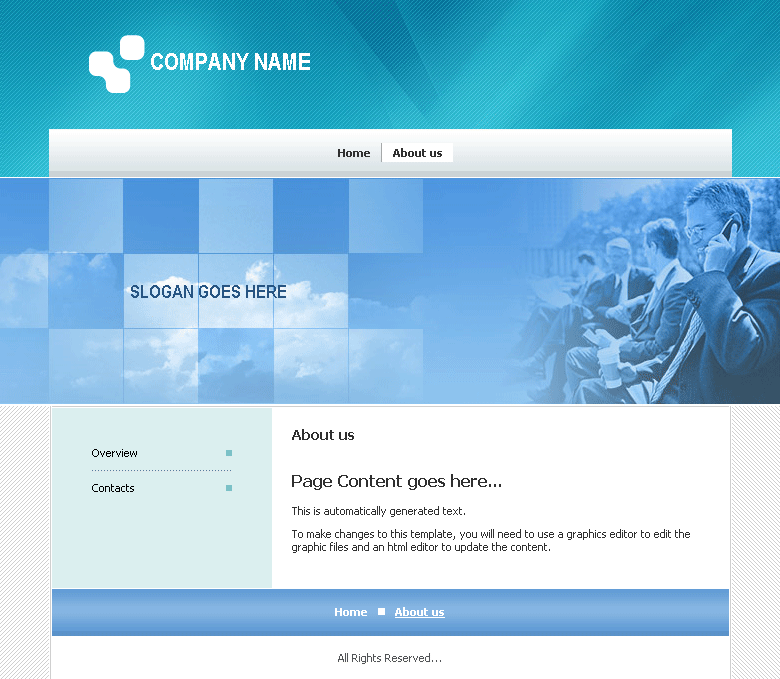 COMPANY NAME
Home About us
SLOGAN GOES HERE
Overview
Contacts
About us
Page Content goes here...
This is automatically generated text.
To make changes to this template, you will need to use a graphics editor to edit the
graphic files and an html editor to update the content.
Home About us
All Rights Reserved...